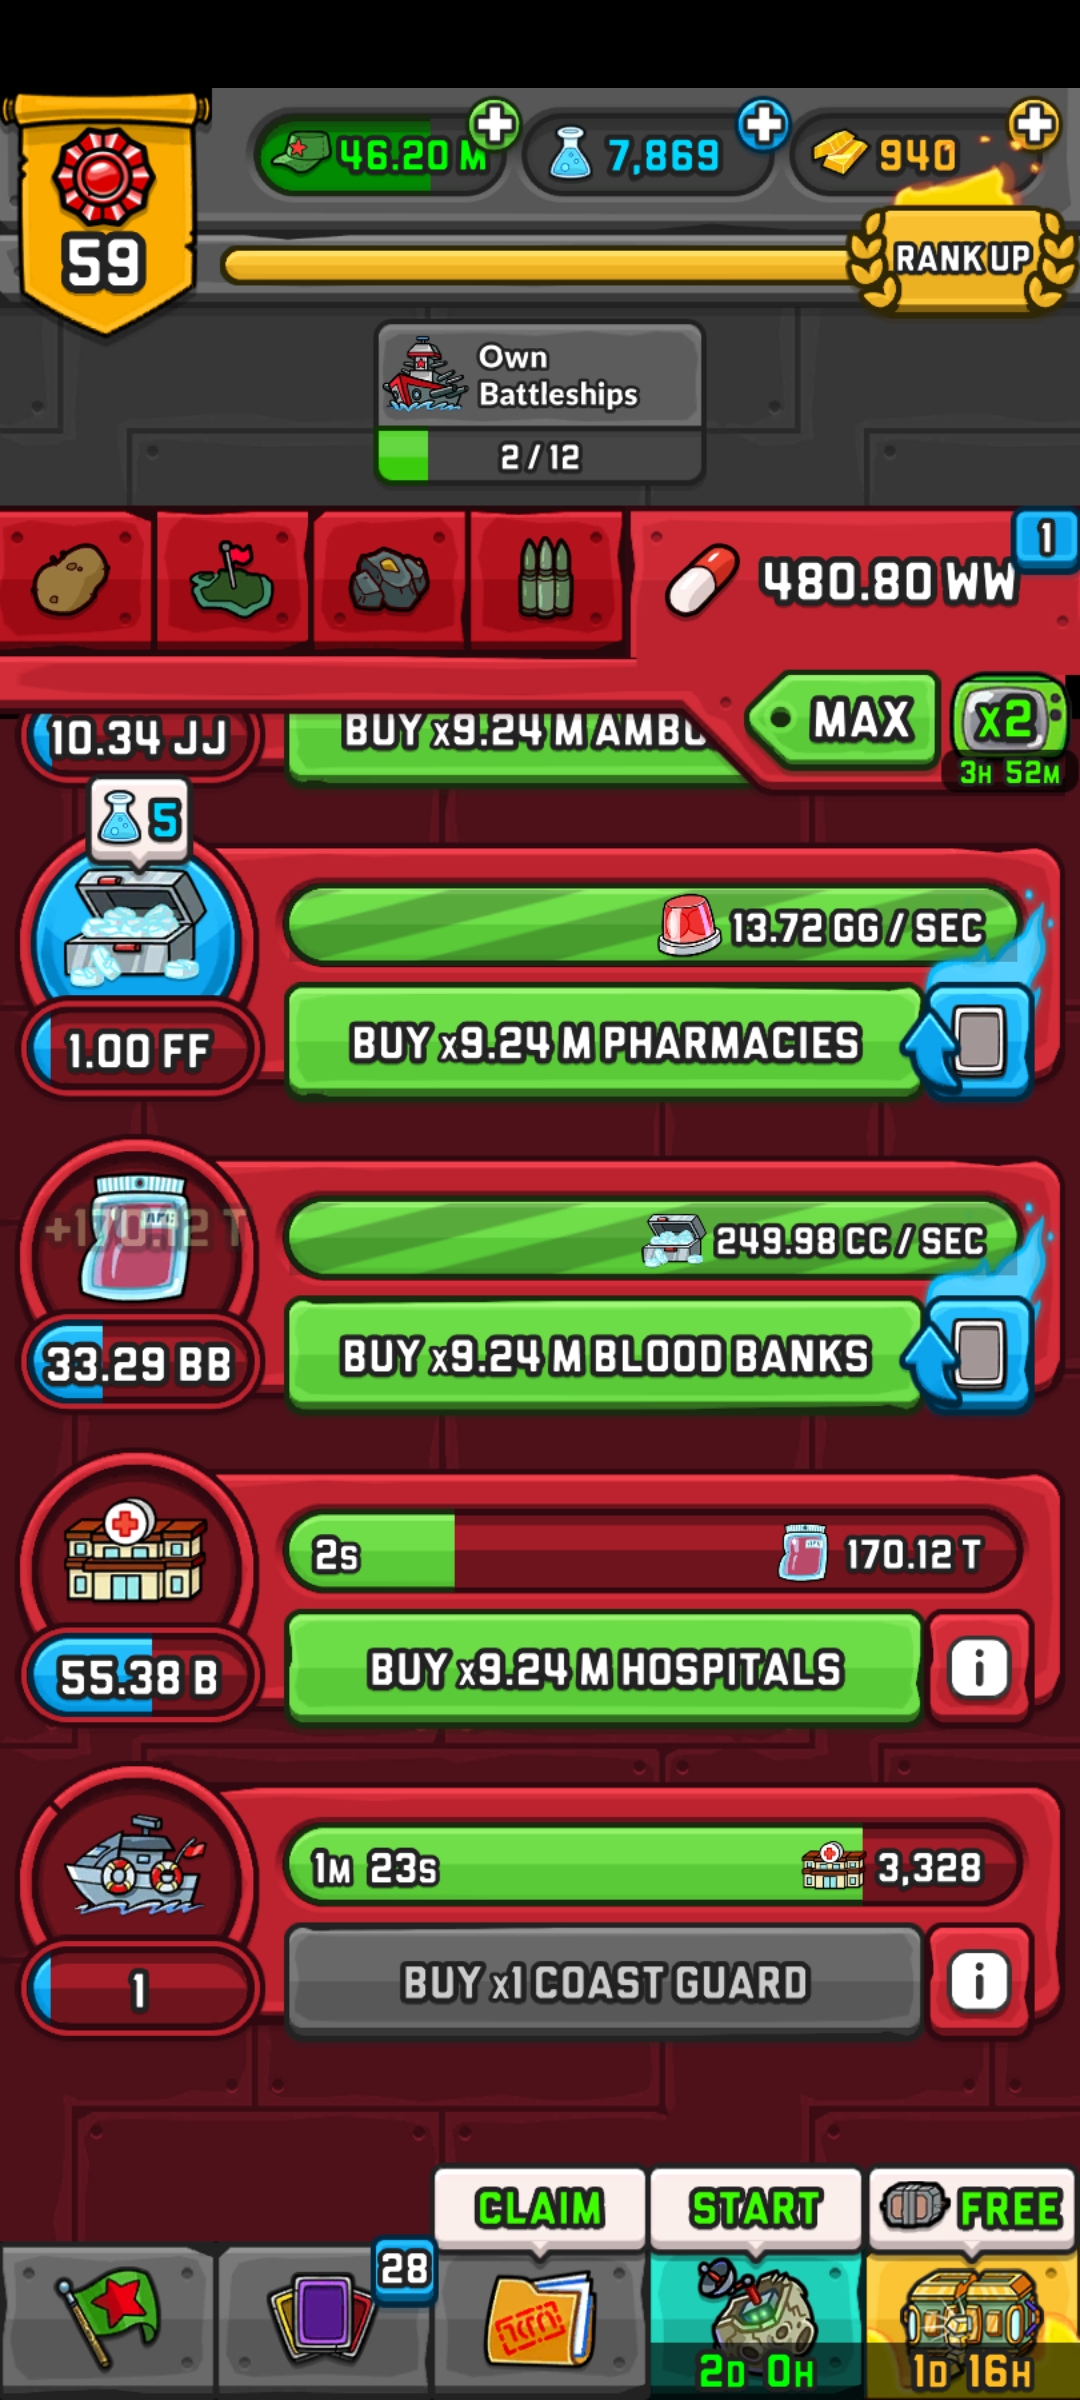 46.20 M
7,869
940
59
RANK UP
Own
Battleships
2 / 12
1
480.80 WW
MAX
x2
3H 52M
10.34 JJ
BUY x9.24 M AMBU
5
13.72 GG / SEC
1.00 FF
BUY x9.24 M PHARMACIES
+170.12 T
249.98 CC / SEC
33.29 BB
BUY x9.24 M BLOOD BANKS
2S
170.12 T
55.38 B
BUY x9.24 M HOSPITALS
i
1M 23S
3,328
1
BUY x1 COAST GUARD
i
CLAIM
START
FREE
28
2D 0H
1D 16H